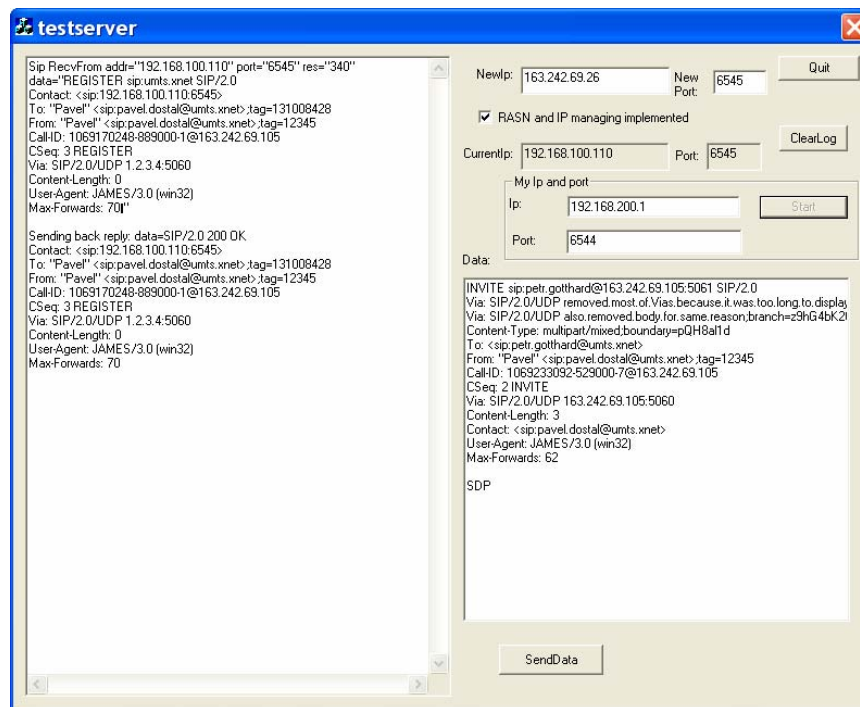 testserver
Sip RecvFrom addr="192.168.100.110" port="6545" res="340"
data="REGISTER sip:umts.xnet SIP/2.0
Contact: <sip:192.168.100.110:6545>
To: "Pavel" <sip:pavel.dostal@umts.xnet>;tag=131008428
From: "Pavel" <sip:pavel.dostal@umts.xnet>;tag=12345
Call-ID: 1069170248-889000-1@163.242.69.105
CSeq: 3 REGISTER
Via: SIP/2.0/UDP 1.2.3.4:5060
Content-Length: 0
User-Agent: JAMES/3.0 (win32)
Max-Forwards: 70"
Sending back reply: data=SIP/2.0 200 OK
Contact: <sip:192.168.100.110:6545>
To: "Pavel" <sip:pavel.dostal@umts.xnet>;tag=131008428
From: "Pavel" <sip:pavel.dostal@umts.xnet>;tag=12345
Call-ID: 1069170248-889000-1@163.242.69.105
CSeq: 3 REGISTER
Via: SIP/2.0/UDP 1.2.3.4:5060
Content-Length: 0
User-Agent: JAMES/3.0 (win32)
Max-Forwards: 70
NewIp: 163.242.69.26 New Port: 6545 Quit
RASN and IP managing implemented
ClearLog
CurrentIp: 192.168.100.110 Port: 6545
My Ip and port
Ip: 192.168.200.1 Start
Port: 6544
Data:
INVITE sip:petr.gotthard@163.242.69.105:5061 SIP/2.0
Via: SIP/2.0/UDP removed.most.of.Vias.because.it.was.too.long.to.display
Via: SIP/2.0/UDP also.removed.body.for.same.reason;branch=z9hG4bK2
Content-Type: multipart/mixed;boundary=pQH8al1d
To: <sip:petr.gotthard@umts.xnet>
From: "Pavel" <sip:pavel.dostal@umts.xnet>;tag=12345
Call-ID: 1069233092-529000-7@163.242.69.105
CSeq: 2 INVITE
Via: SIP/2.0/UDP 163.242.69.105:5060
Content-Length: 3
Contact: <sip:pavel.dostal@umts.xnet>
User-Agent: JAMES/3.0 (win32)
Max-Forwards: 62
SDP
SendData